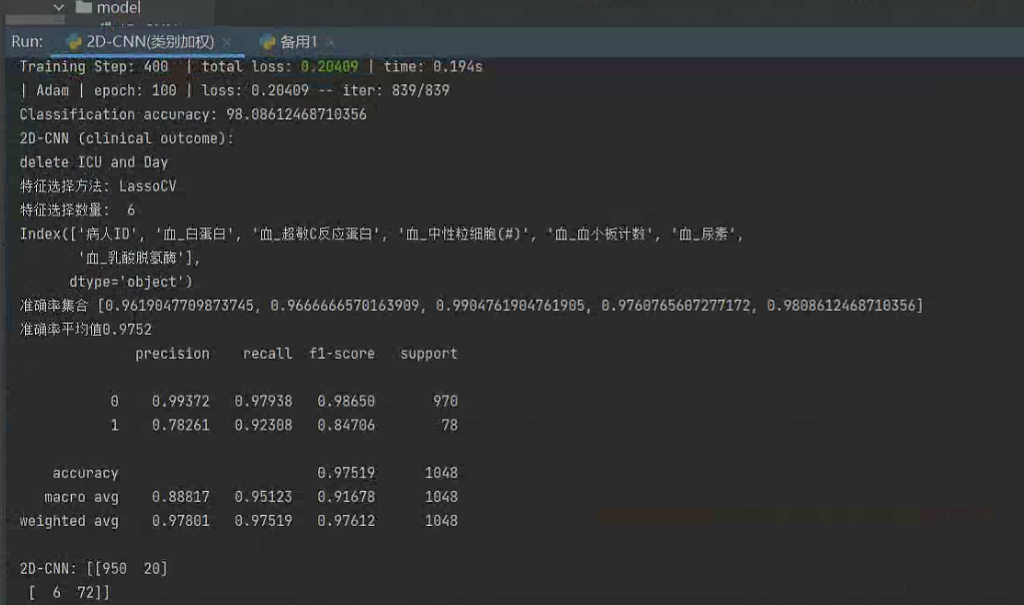 model
Run: 2D-CNN(类别加权) × 备用1 ×
Training Step: 400 | total loss: 0.20409 | time: 0.194s
| Adam | epoch: 100 | loss: 0.20409 -- iter: 839/839
Classification accuracy: 98.08612468710356
2D-CNN (clinical outcome):
delete ICU and Day
特征选择方法: LassoCV
特征选择数量: 6
Index(['病人ID', '血_白蛋白', '血_超敏C反应蛋白', '血_中性粒细胞(#)', '血_血小板计数', '血_尿素',
'血_乳酸脱氢酶'],
dtype='object')
准确率集合 [0.9619047709873745, 0.9666666570163909, 0.9904761904761905, 0.9760765607277172, 0.9808612468710356]
准确率平均值0.9752
precision recall f1-score support
0 0.99372 0.97938 0.98650 970
1 0.78261 0.92308 0.84706 78
accuracy 0.97519 1048
macro avg 0.88817 0.95123 0.91678 1048
weighted avg 0.97801 0.97519 0.97612 1048
2D-CNN: [[950 20]
[ 6 72]]